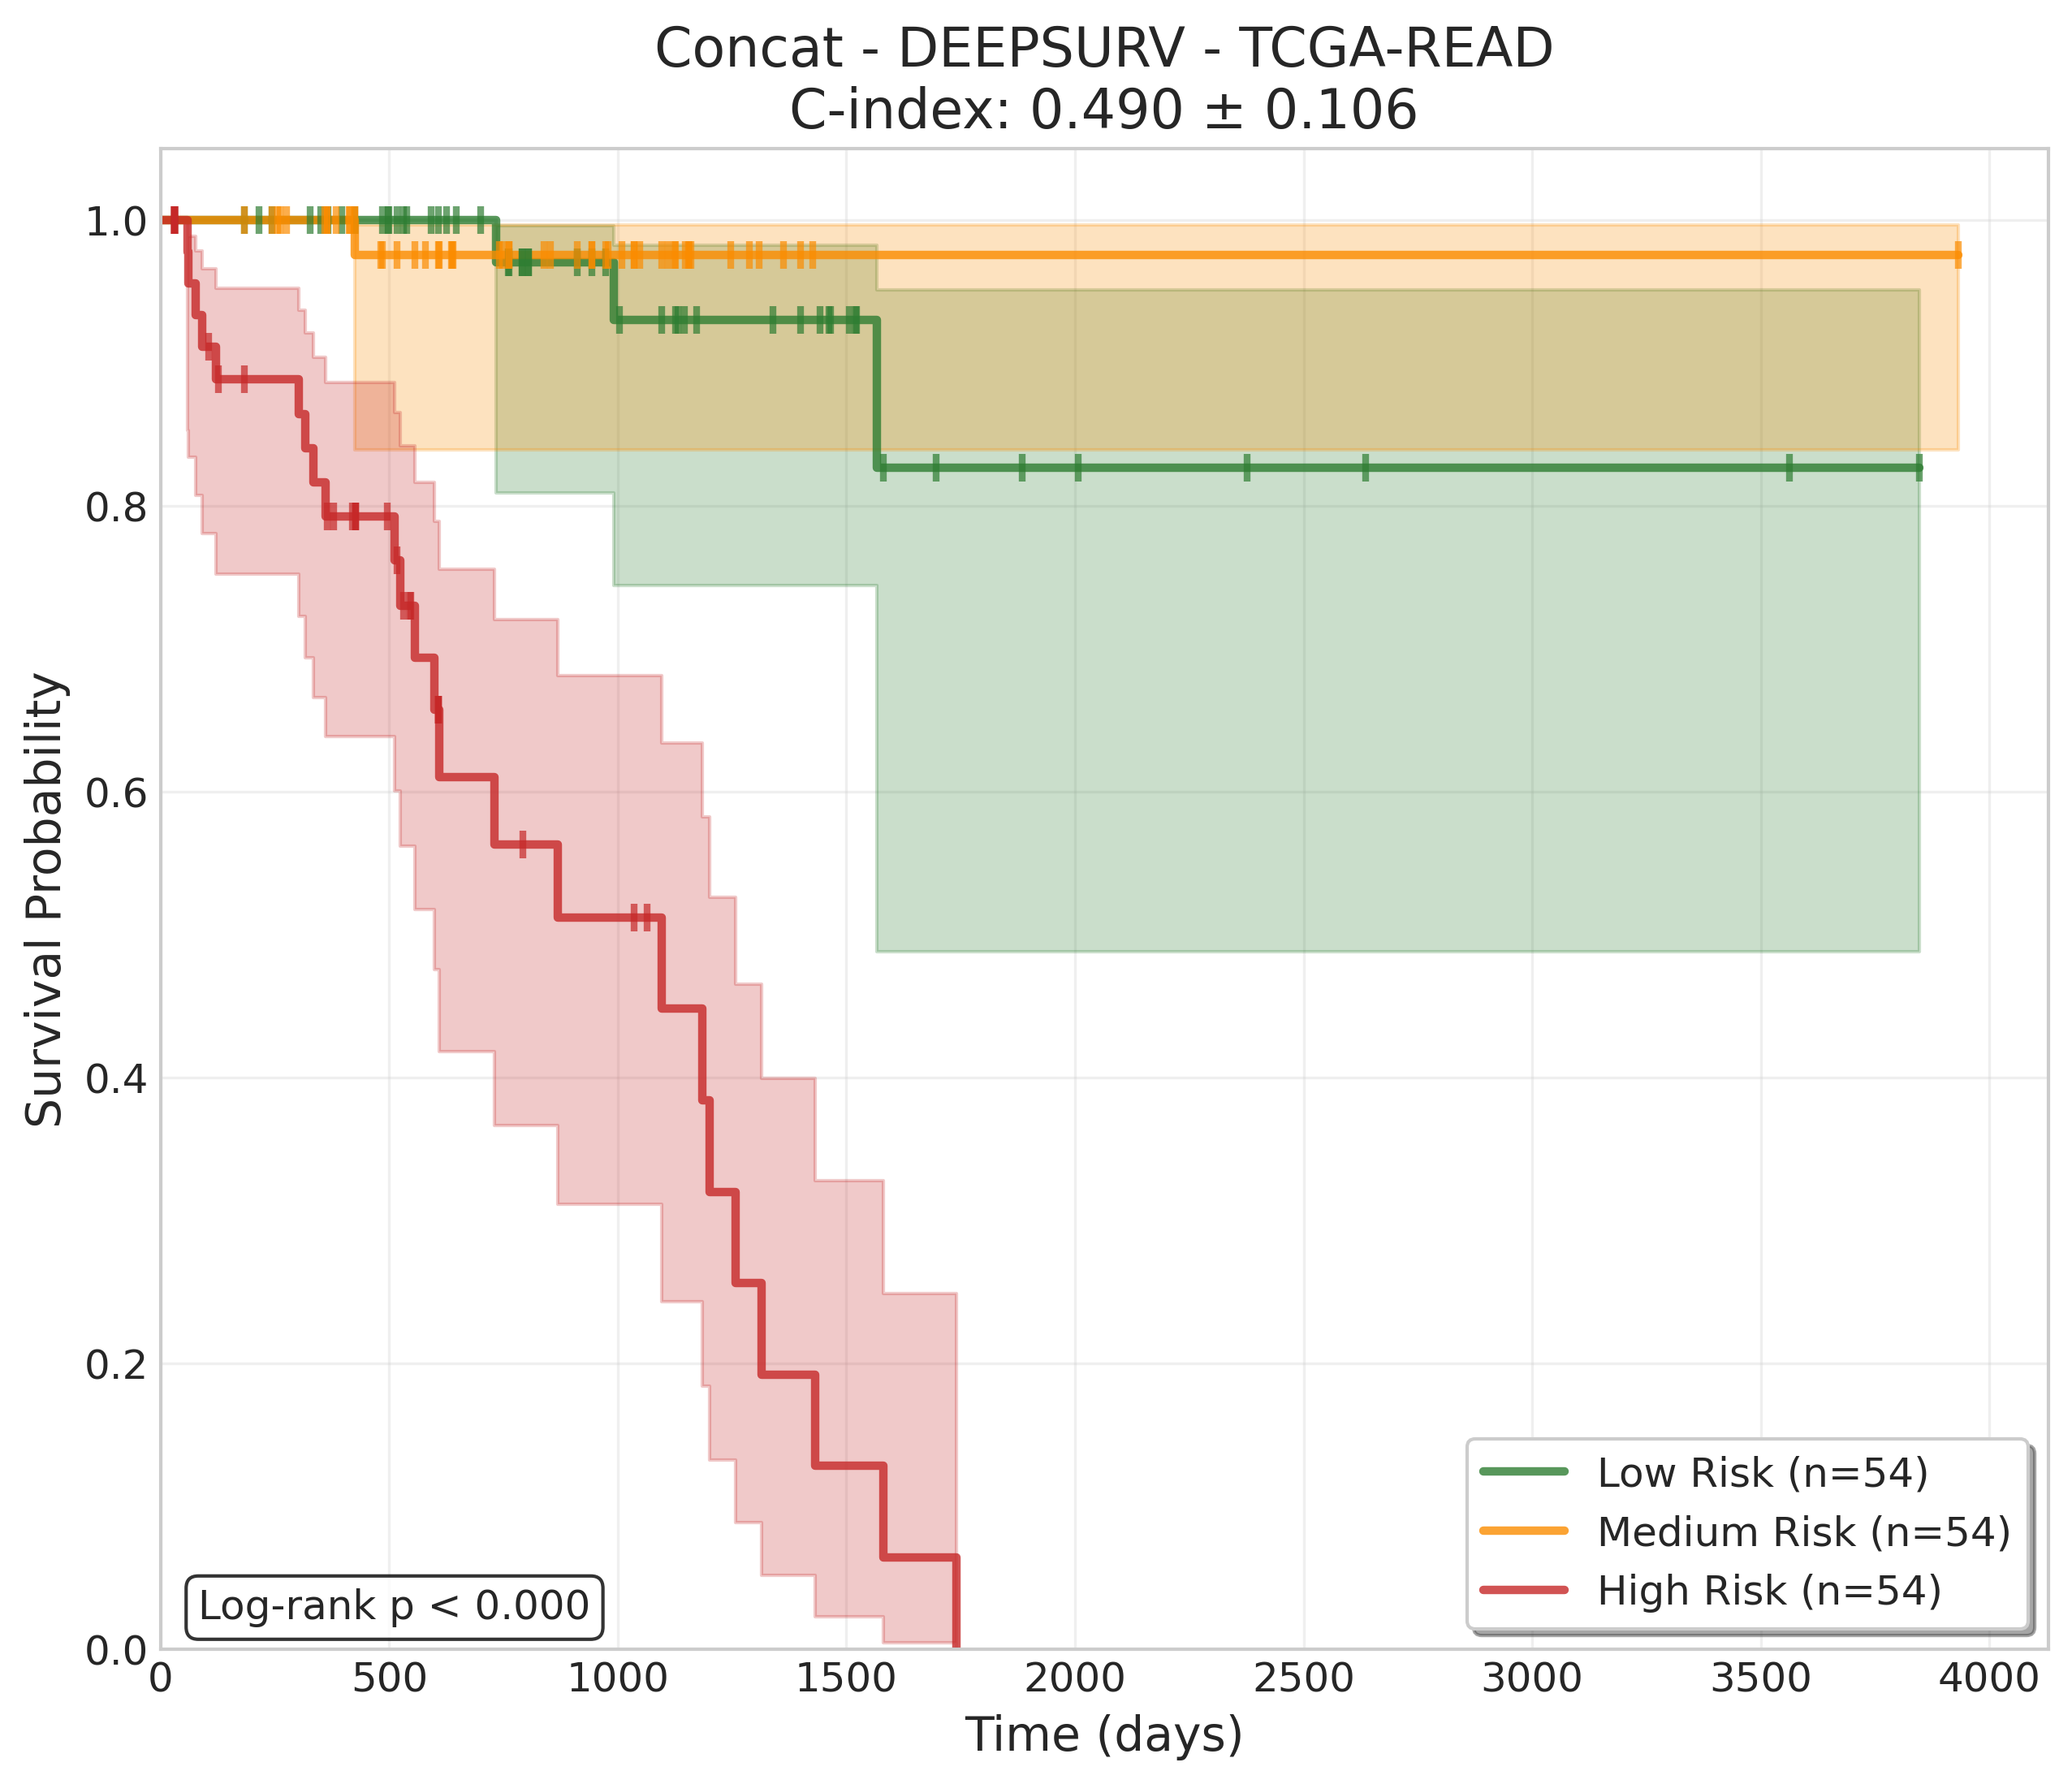 Concat - DEEPSURV - TCGA-READ
C-index: 0.490 ± 0.106
Survival Probability
1.0
0.8
0.6
0.4
0.2
0.0
Log-rank p < 0.000
Low Risk (n=54)
Medium Risk (n=54)
High Risk (n=54)
0 500 1000 1500 2000 2500 3000 3500 4000
Time (days)